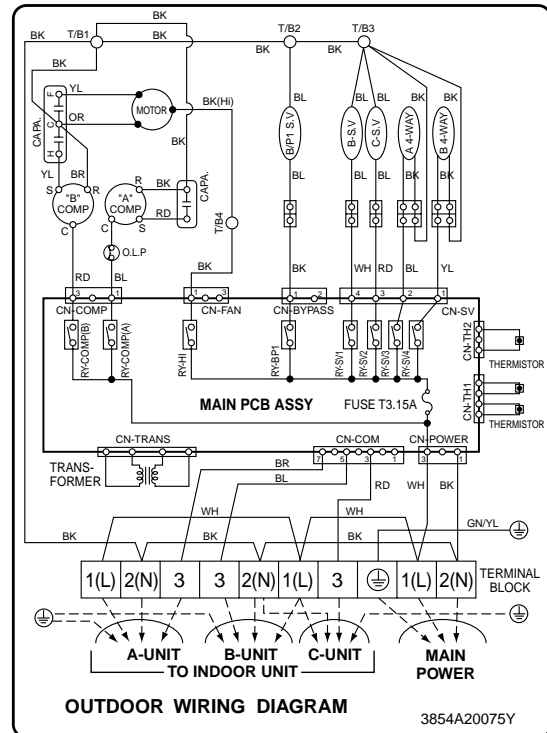 BK
T/B1 BK T/B2 T/B3
BK BK BK
BK
F YL
CAPA. C OR MOTOR BK(Hi)
H
BL BL BL BK BK
B/P1 S.V B-S.V C-S.V A 4-WAY B 4-WAY
YL BR BK
S R R BK CAPA.
"B" COMP "A" COMP
C C S RD T/B4
BL BL BL BK BK
O.L.P
BK
RD BL BK WH RD BL YL
3 1 1 3 1 2 4 3 2 1
CN-COMP CN-FAN CN-BYPASS CN-SV
RY-COMP(B) RY-COMP(A) RY-HI RY-BP1 RY-SV1 RY-SV2 RY-SV3 RY-SV4
CN-TH2
THERMISTOR
CN-TH1
THERMISTOR
MAIN PCB ASSY FUSE T3.15A
CN-TRANS CN-COM CN-POWER
7 5 3 1 3 1
TRANS-
FORMER
BR
BL RD WH BK
GN/YL
WH WH
BK BK BK
1(L) 2(N) 3 3 2(N) 1(L) 3 1(L) 2(N)
TERMINAL
BLOCK
A-UNIT B-UNIT C-UNIT MAIN
POWER
TO INDOOR UNIT
OUTDOOR WIRING DIAGRAM
3854A20075Y